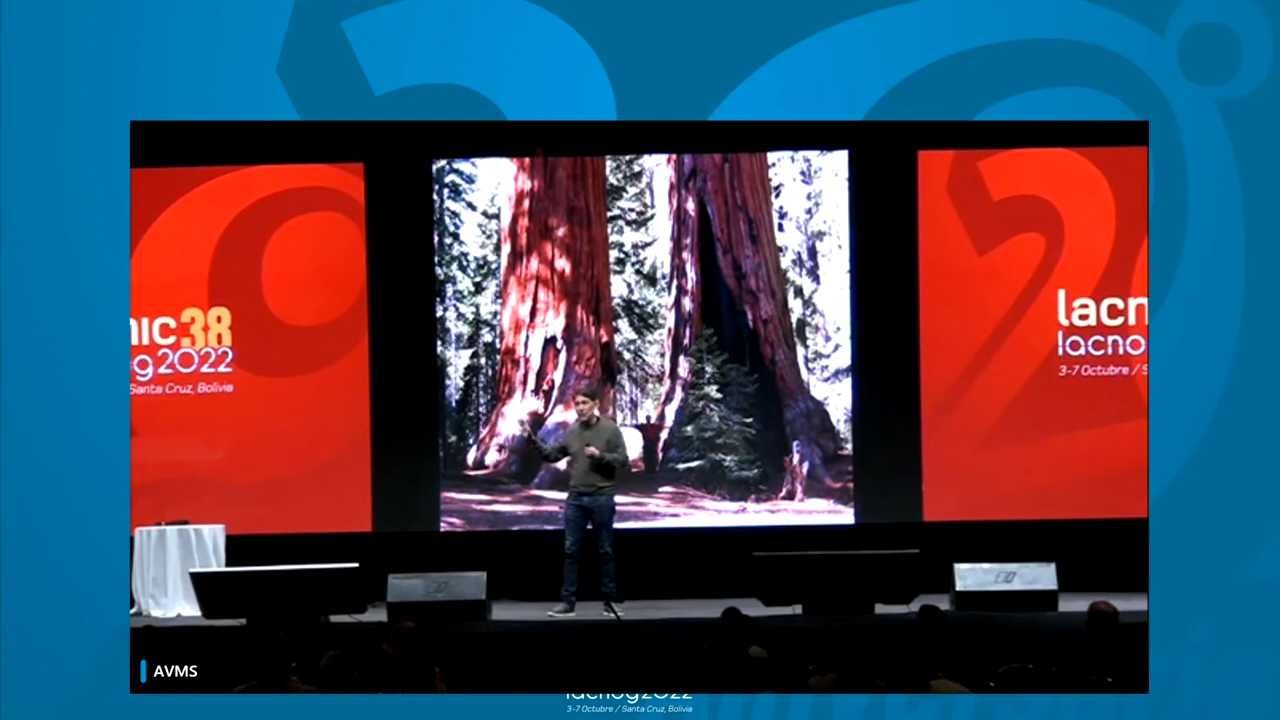 NIC38
g2022
Santa Cruz, Bolivia
lacn
lacno
3-7 Octubre / S
AVMS
lacnog2022
3-7 Octubre / Santa Cruz, Bolivia